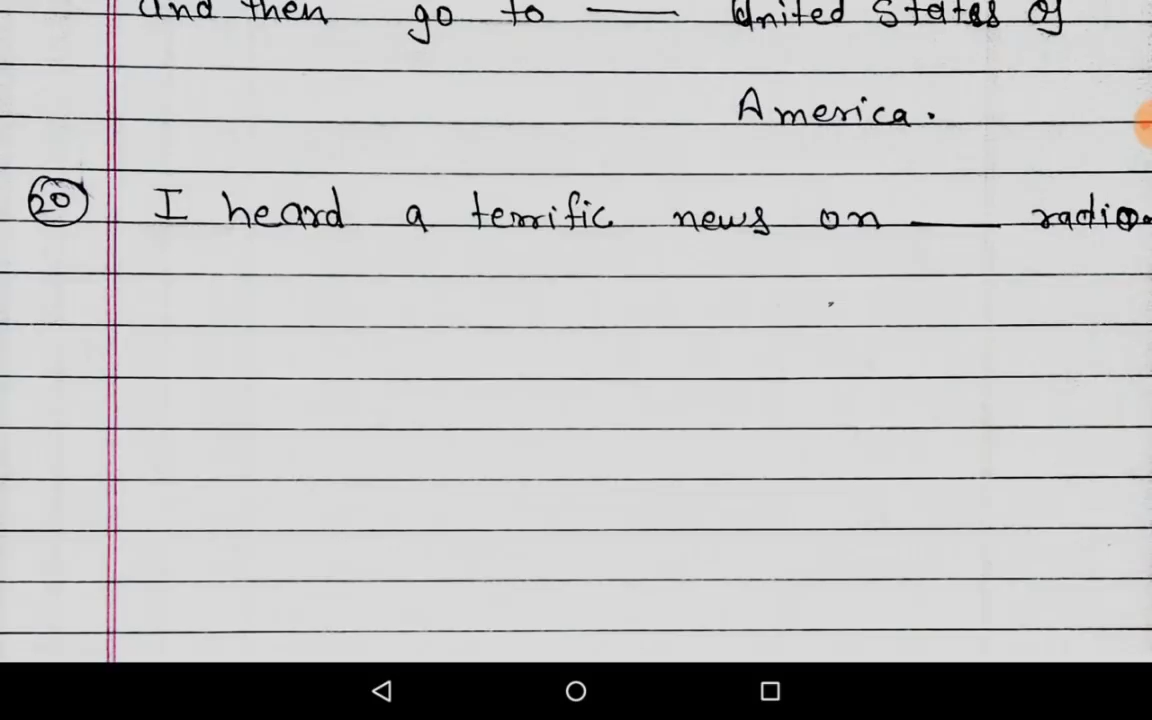 and then go to ___ United States of
America.
20 I heard a terrific news on ___ radio.